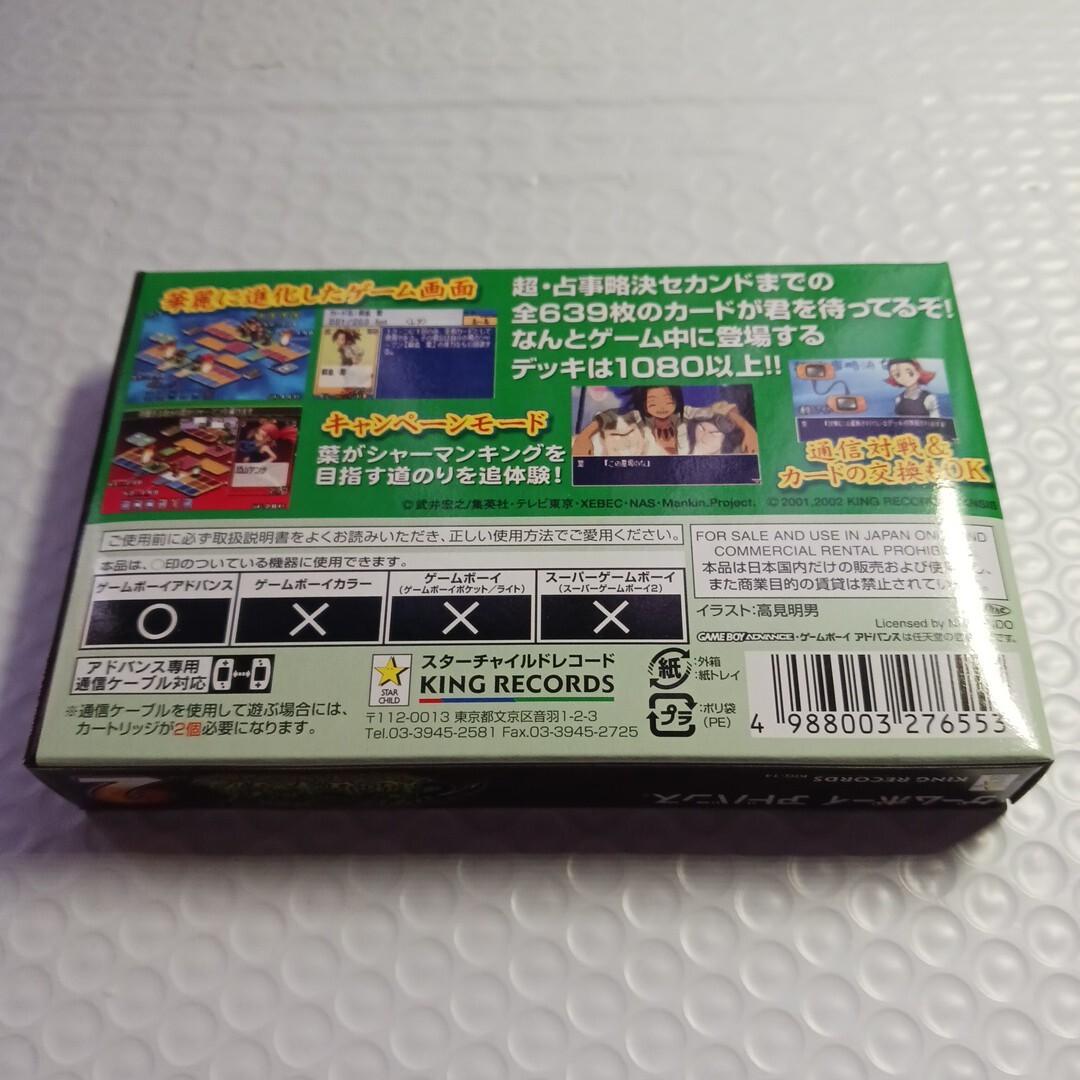 華麗に進化したゲーム画面
超・占事略決セカンドまでの
全639枚のカードが君を待ってるぞ!
なんとゲーム中に登場する
デッキは1080以上!!
キャンペーンモード
葉がシャーマンキングを
目指す道のりを追体験!
葉
『この墓場のな』
通信対戦&
カードの交換もOK
©武井宏之/集英社・テレビ東京・XEBEC・NAS・Mankin_Project.
©2001,2002 KING RECORDS
ご使用前に必ず取扱説明書をよくお読みいただき、正しい使用方法でご愛用ください。
本品は、○印のついている機器に使用できます。
ゲームボーイアドバンス
ゲームボーイカラー
ゲームボーイ
(ゲームボーイポケット/ライト)
スーパーゲームボーイ
(スーパーゲームボーイ2)
○
×
×
×
FOR SALE AND USE IN JAPAN ONLY AND
COMMERCIAL RENTAL PROHIBITED
本品は日本国内だけの販売および使用とし、
また商業目的の賃貸は禁止されています。
イラスト:高見明男
Licensed by NINTENDO
GAME BOY ADVANCE・ゲームボーイ アドバンスは任天堂の登録商標です。
アドバンス専用
通信ケーブル対応
※通信ケーブルを使用して遊ぶ場合には、
カートリッジが2個必要になります。
STAR
CHILD
スターチャイルドレコード
KING RECORDS
〒112-0013 東京都文京区音羽1-2-3
Tel.03-3945-2581 Fax.03-3945-2725
紙
:外箱
:紙トレイ
プラ
:ポリ袋
(PE)
4 988003 276553
ゲームボーイ アドバンス
KING RECORDS